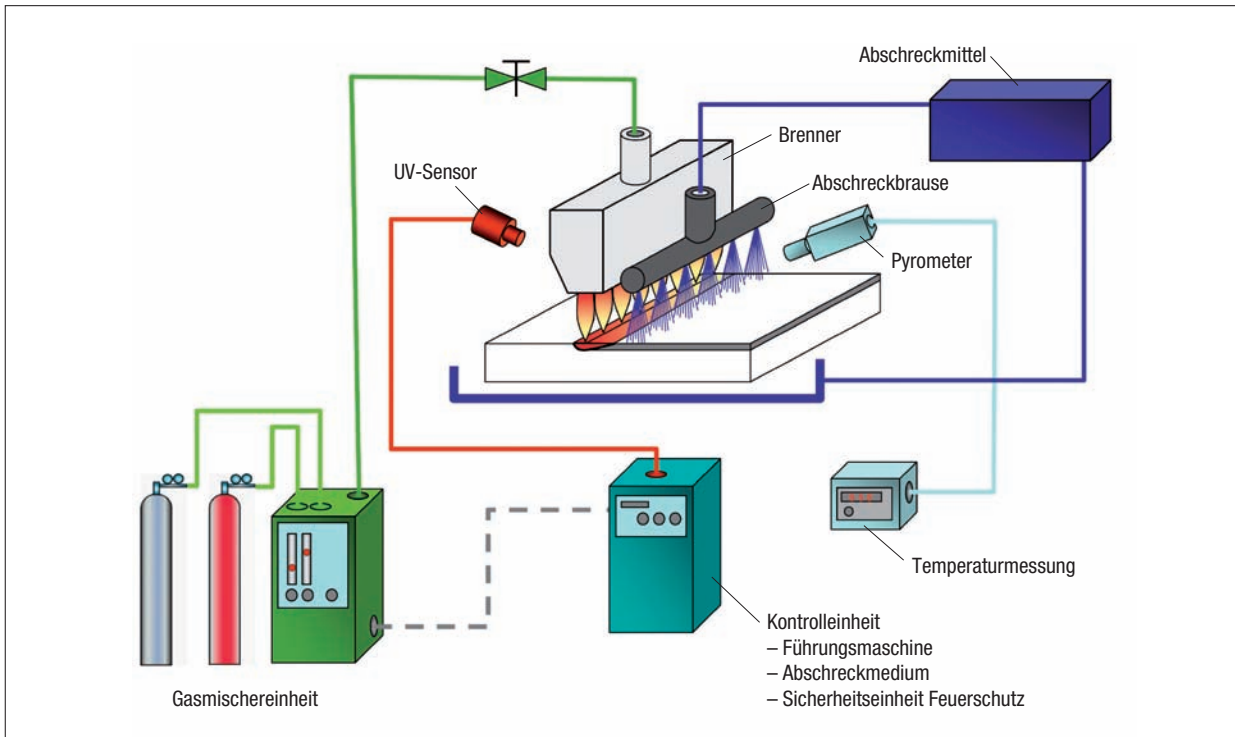 Abschreckmittel
Brenner
UV-Sensor
Abschreckbrause
Pyrometer
Temperaturmessung
Kontrolleinheit
– Führungsmaschine
– Abschreckmedium
– Sicherheitseinheit Feuerschutz
Gasmischereinheit